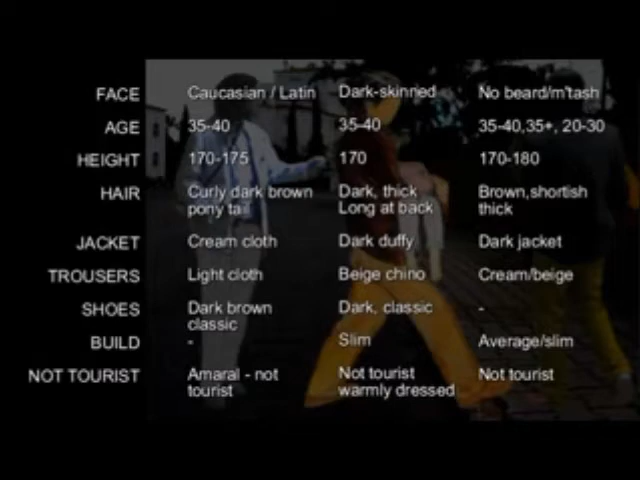 FACE Caucasian / Latin Dark-skinned No beard/m'tash
AGE 35-40 35-40 35-40,35+, 20-30
HEIGHT 170-175 170 170-180
HAIR Curly dark brown Dark, thick Brown,shortish
pony tail Long at back thick
JACKET Cream cloth Dark duffy Dark jacket
TROUSERS Light cloth Beige chino Cream/beige
SHOES Dark brown Dark, classic -
classic
BUILD - Slim Average/slim
NOT TOURIST Amaral - not Not tourist Not tourist
tourist warmly dressed